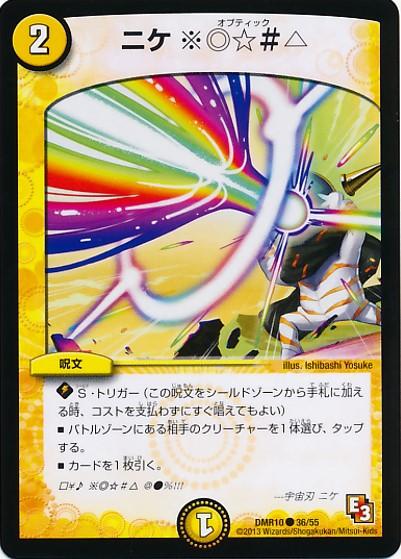 2
オプティック
ニケ ※◎☆#△
呪文
illus. Ishibashi Yosuke
S・トリガー(この呪文をシールドゾーンから手札に加え
る時、コストを支払わずにすぐ唱えてもよい)
■ バトルゾーンにある相手のクリーチャーを1体選び、タップ
する。
■ カードを1枚引く。
□¥♪ ※◎☆#△ @●%!!!
---宇宙刃 ニケ
1
E3
DMR10 ● 36/55
©2013 Wizards/Shogakukan/Mitsui-Kids